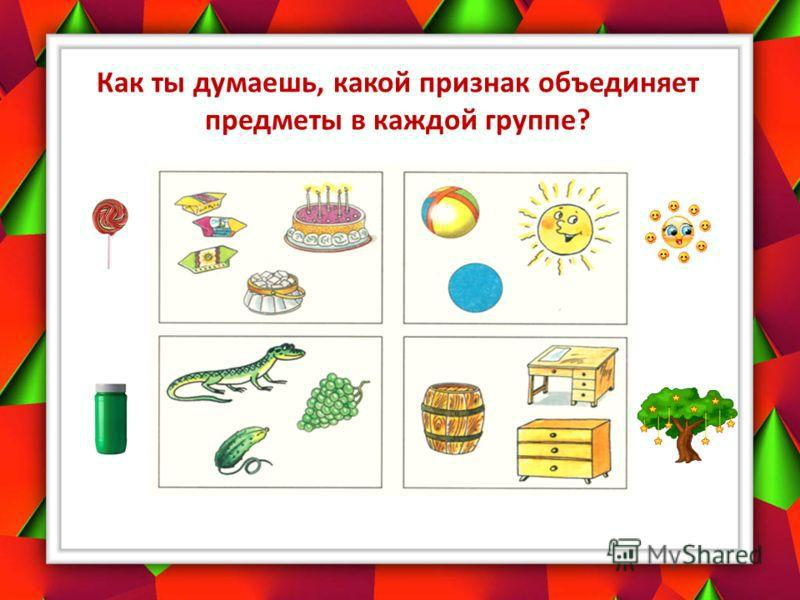 Как ты думаешь, какой признак объединяет
предметы в каждой группе?
MyShared